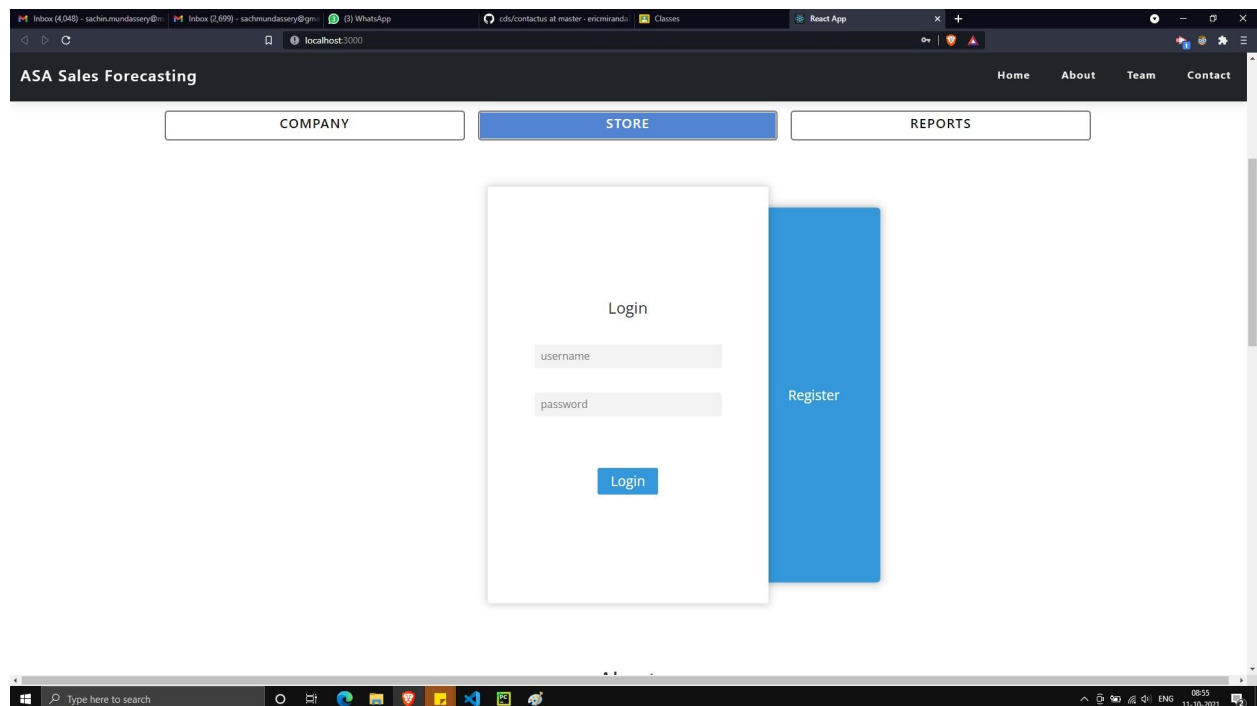 Inbox (4,048) - sachin.mundassery@m
Inbox (2,699) - sachmundassery@gma
(3) WhatsApp
cds/contactus at master · ericmiranda
Classes
React App
localhost:3000
ASA Sales Forecasting
Home
About
Team
Contact
COMPANY
STORE
REPORTS
Login
username
password
Register
Login
Type here to search
ENG
08:55
11-10-2021